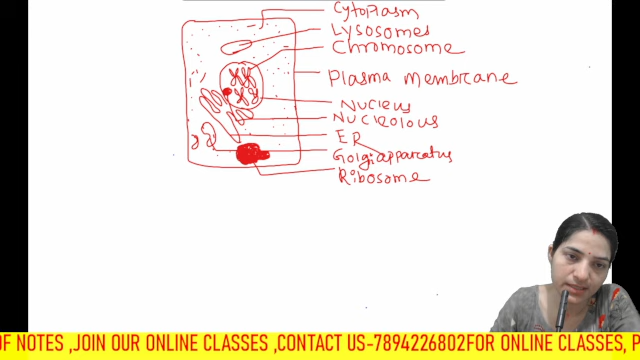 Cytoplasm
Lysosomes
Chromosome
Plasma membrane
Nucleus
Nucleolous
ER
Golgi apparcatus
Ribosome
OF NOTES ,JOIN OUR ONLINE CLASSES ,CONTACT US-7894226802FOR ONLINE CLASSES, P